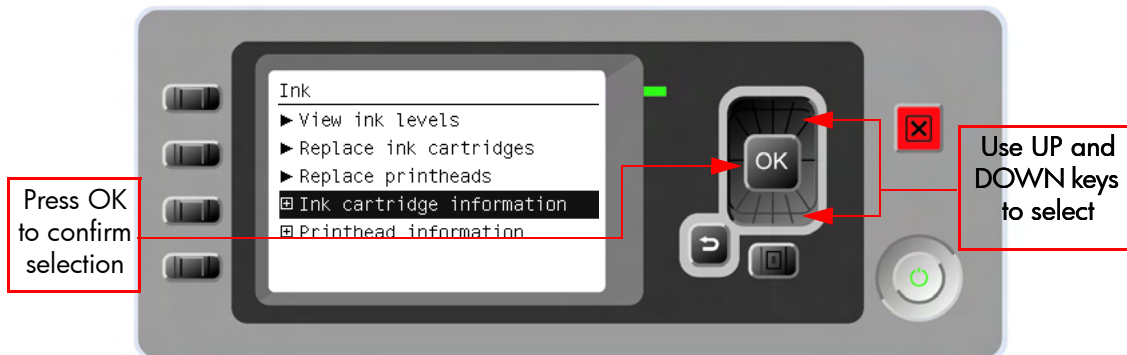 Ink
▶ View ink levels
▶ Replace ink cartridges
▶ Replace printheads
⊞ Ink cartridge information
⊞ Printhead information
OK
Press OK
to confirm
selection
Use UP and
DOWN keys
to select